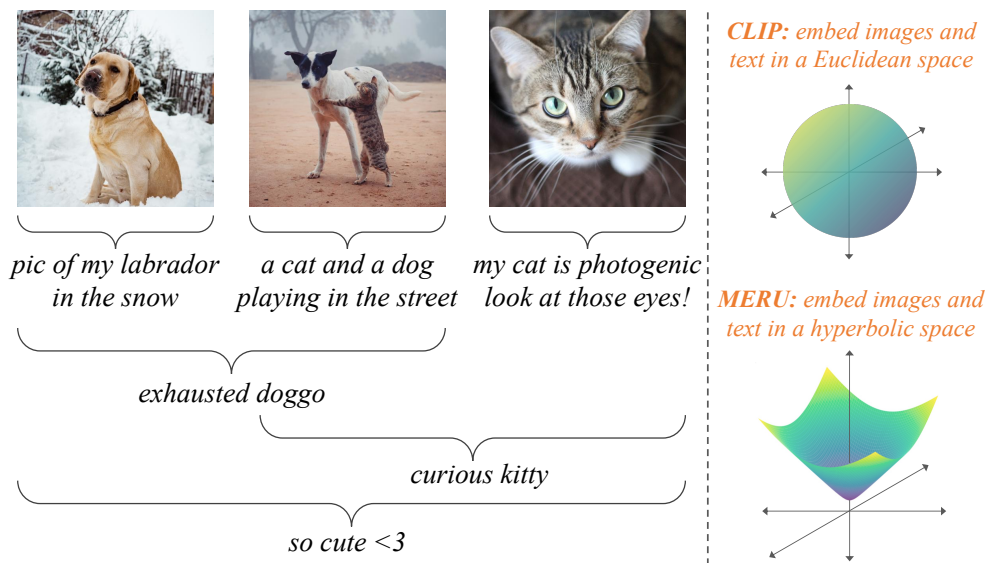 pic of my labrador
in the snow
a cat and a dog
playing in the street
my cat is photogenic
look at those eyes!
exhausted doggo
curious kitty
so cute <3
CLIP: embed images and
text in a Euclidean space
MERU: embed images and
text in a hyperbolic space